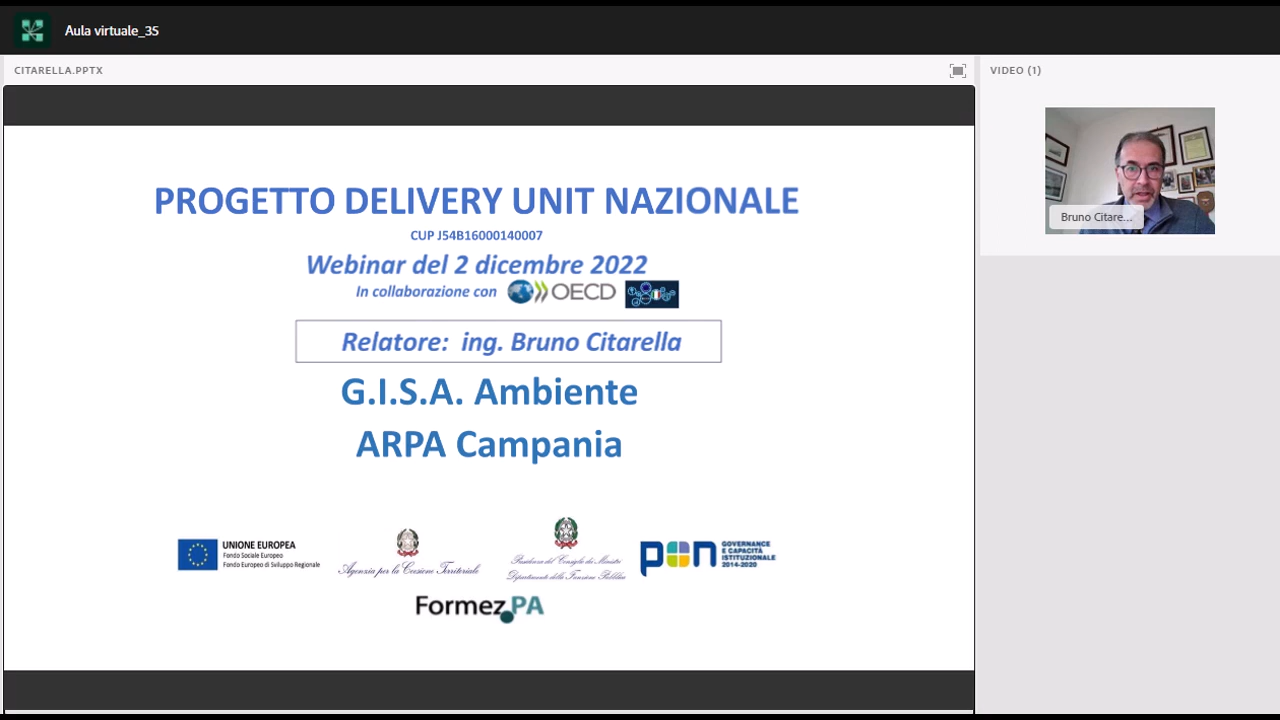 Aula virtuale_35
CITARELLA.PPTX
VIDEO (1)
PROGETTO DELIVERY UNIT NAZIONALE
CUP J54B16000140007
Webinar del 2 dicembre 2022
In collaborazione con OECD
Relatore: ing. Bruno Citarella
G.I.S.A. Ambiente
ARPA Campania
UNIONE EUROPEA
Fondo Sociale Europeo
Fondo Europeo di Sviluppo Regionale
Agenzia per la Coesione Territoriale
Presidenza del Consiglio dei Ministri
Dipartimento della Funzione Pubblica
pon GOVERNANCE
E CAPACITÀ
ISTITUZIONALE
2014-2020
FormezPA
Bruno Citare...